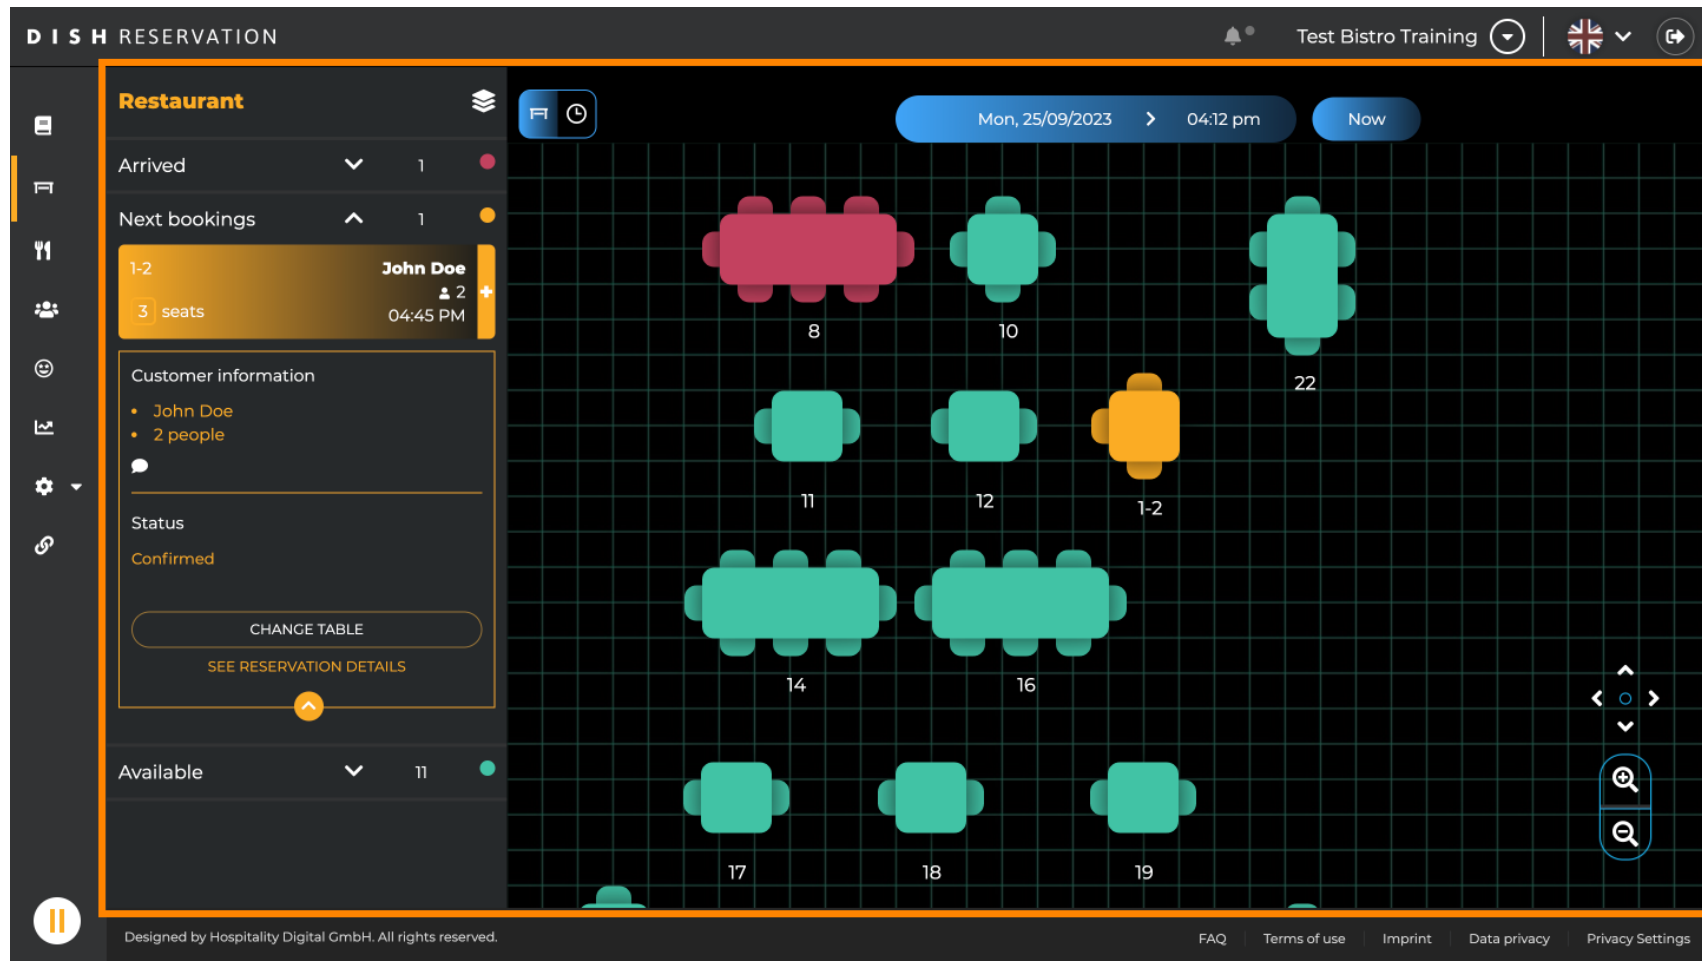 DISH RESERVATION
Test Bistro Training
Restaurant
Mon, 25/09/2023 04:12 pm
Now
Arrived 1
Next bookings 1
1-2 John Doe
2
3 seats 04:45 PM
Customer information
• John Doe
• 2 people
Status
Confirmed
CHANGE TABLE
SEE RESERVATION DETAILS
Available 11
8
10
22
11
12
1-2
14
16
17
18
19
Designed by Hospitality Digital GmbH. All rights reserved.
FAQ Terms of use Imprint Data privacy Privacy Settings